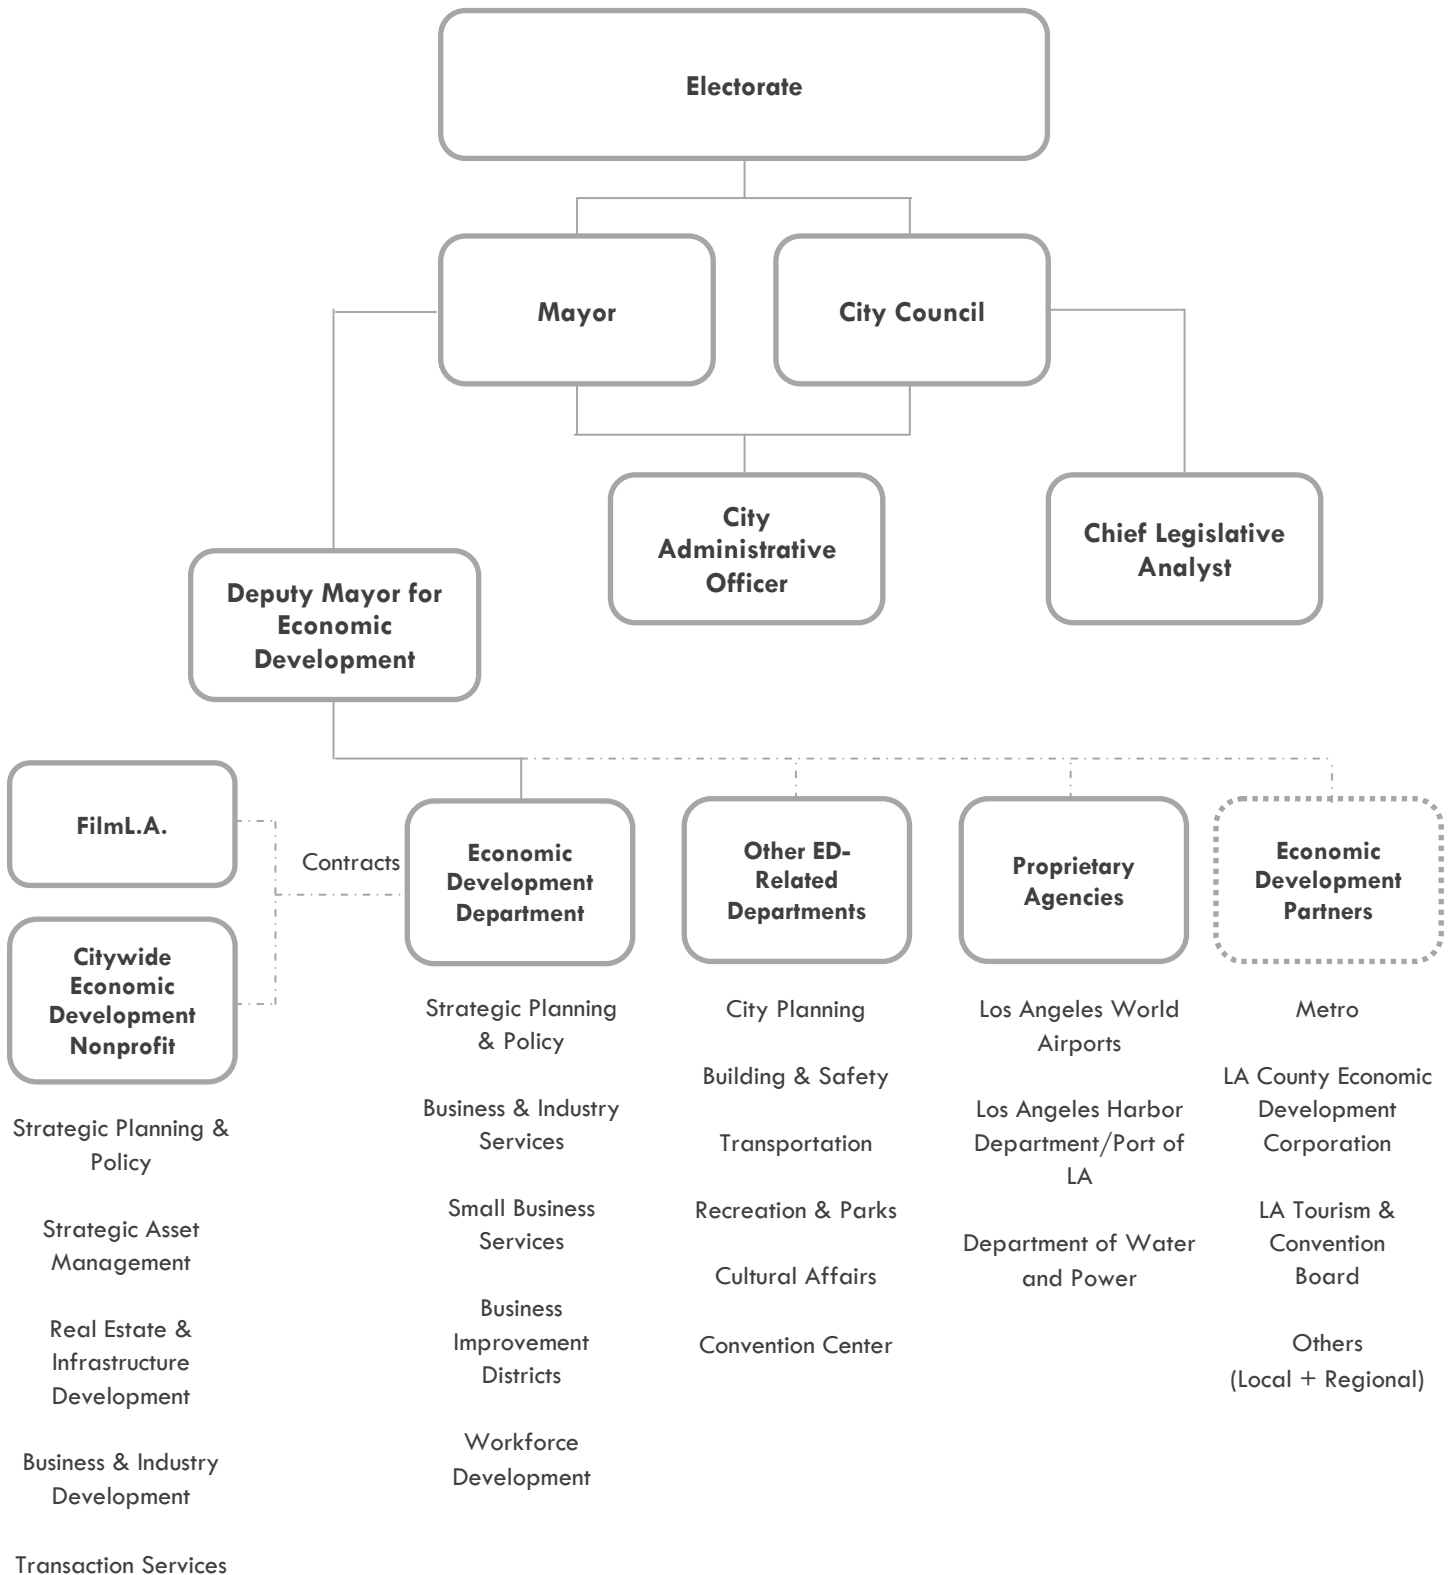 Electorate
Mayor
City Council
City
Administrative
Officer
Chief Legislative
Analyst
Deputy Mayor for
Economic
Development
FilmL.A.
Contracts
Citywide
Economic
Development
Nonprofit
Strategic Planning &
Policy
Strategic Asset
Management
Real Estate &
Infrastructure
Development
Business & Industry
Development
Transaction Services
Economic
Development
Department
Strategic Planning
& Policy
Business & Industry
Services
Small Business
Services
Business
Improvement
Districts
Workforce
Development
Other ED-
Related
Departments
City Planning
Building & Safety
Transportation
Recreation & Parks
Cultural Affairs
Convention Center
Proprietary
Agencies
Los Angeles World
Airports
Los Angeles Harbor
Department/Port of
LA
Department of Water
and Power
Economic
Development
Partners
Metro
LA County Economic
Development
Corporation
LA Tourism &
Convention
Board
Others
(Local + Regional)